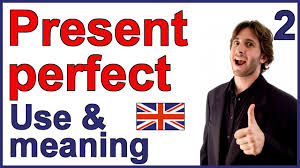 Present
perfect
Use &
meaning
2